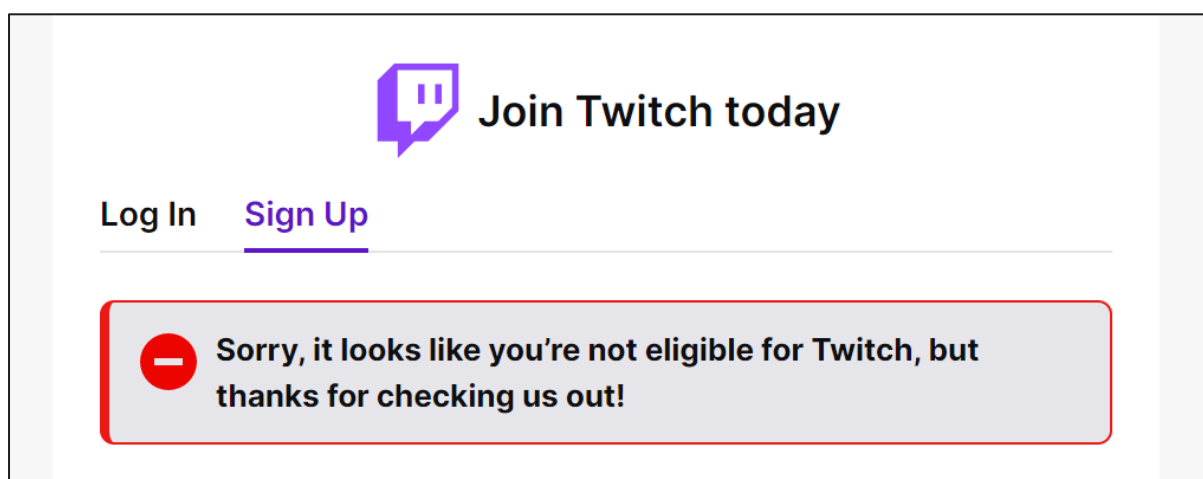 Join Twitch today
Log In Sign Up
Sorry, it looks like you’re not eligible for Twitch, but
thanks for checking us out!